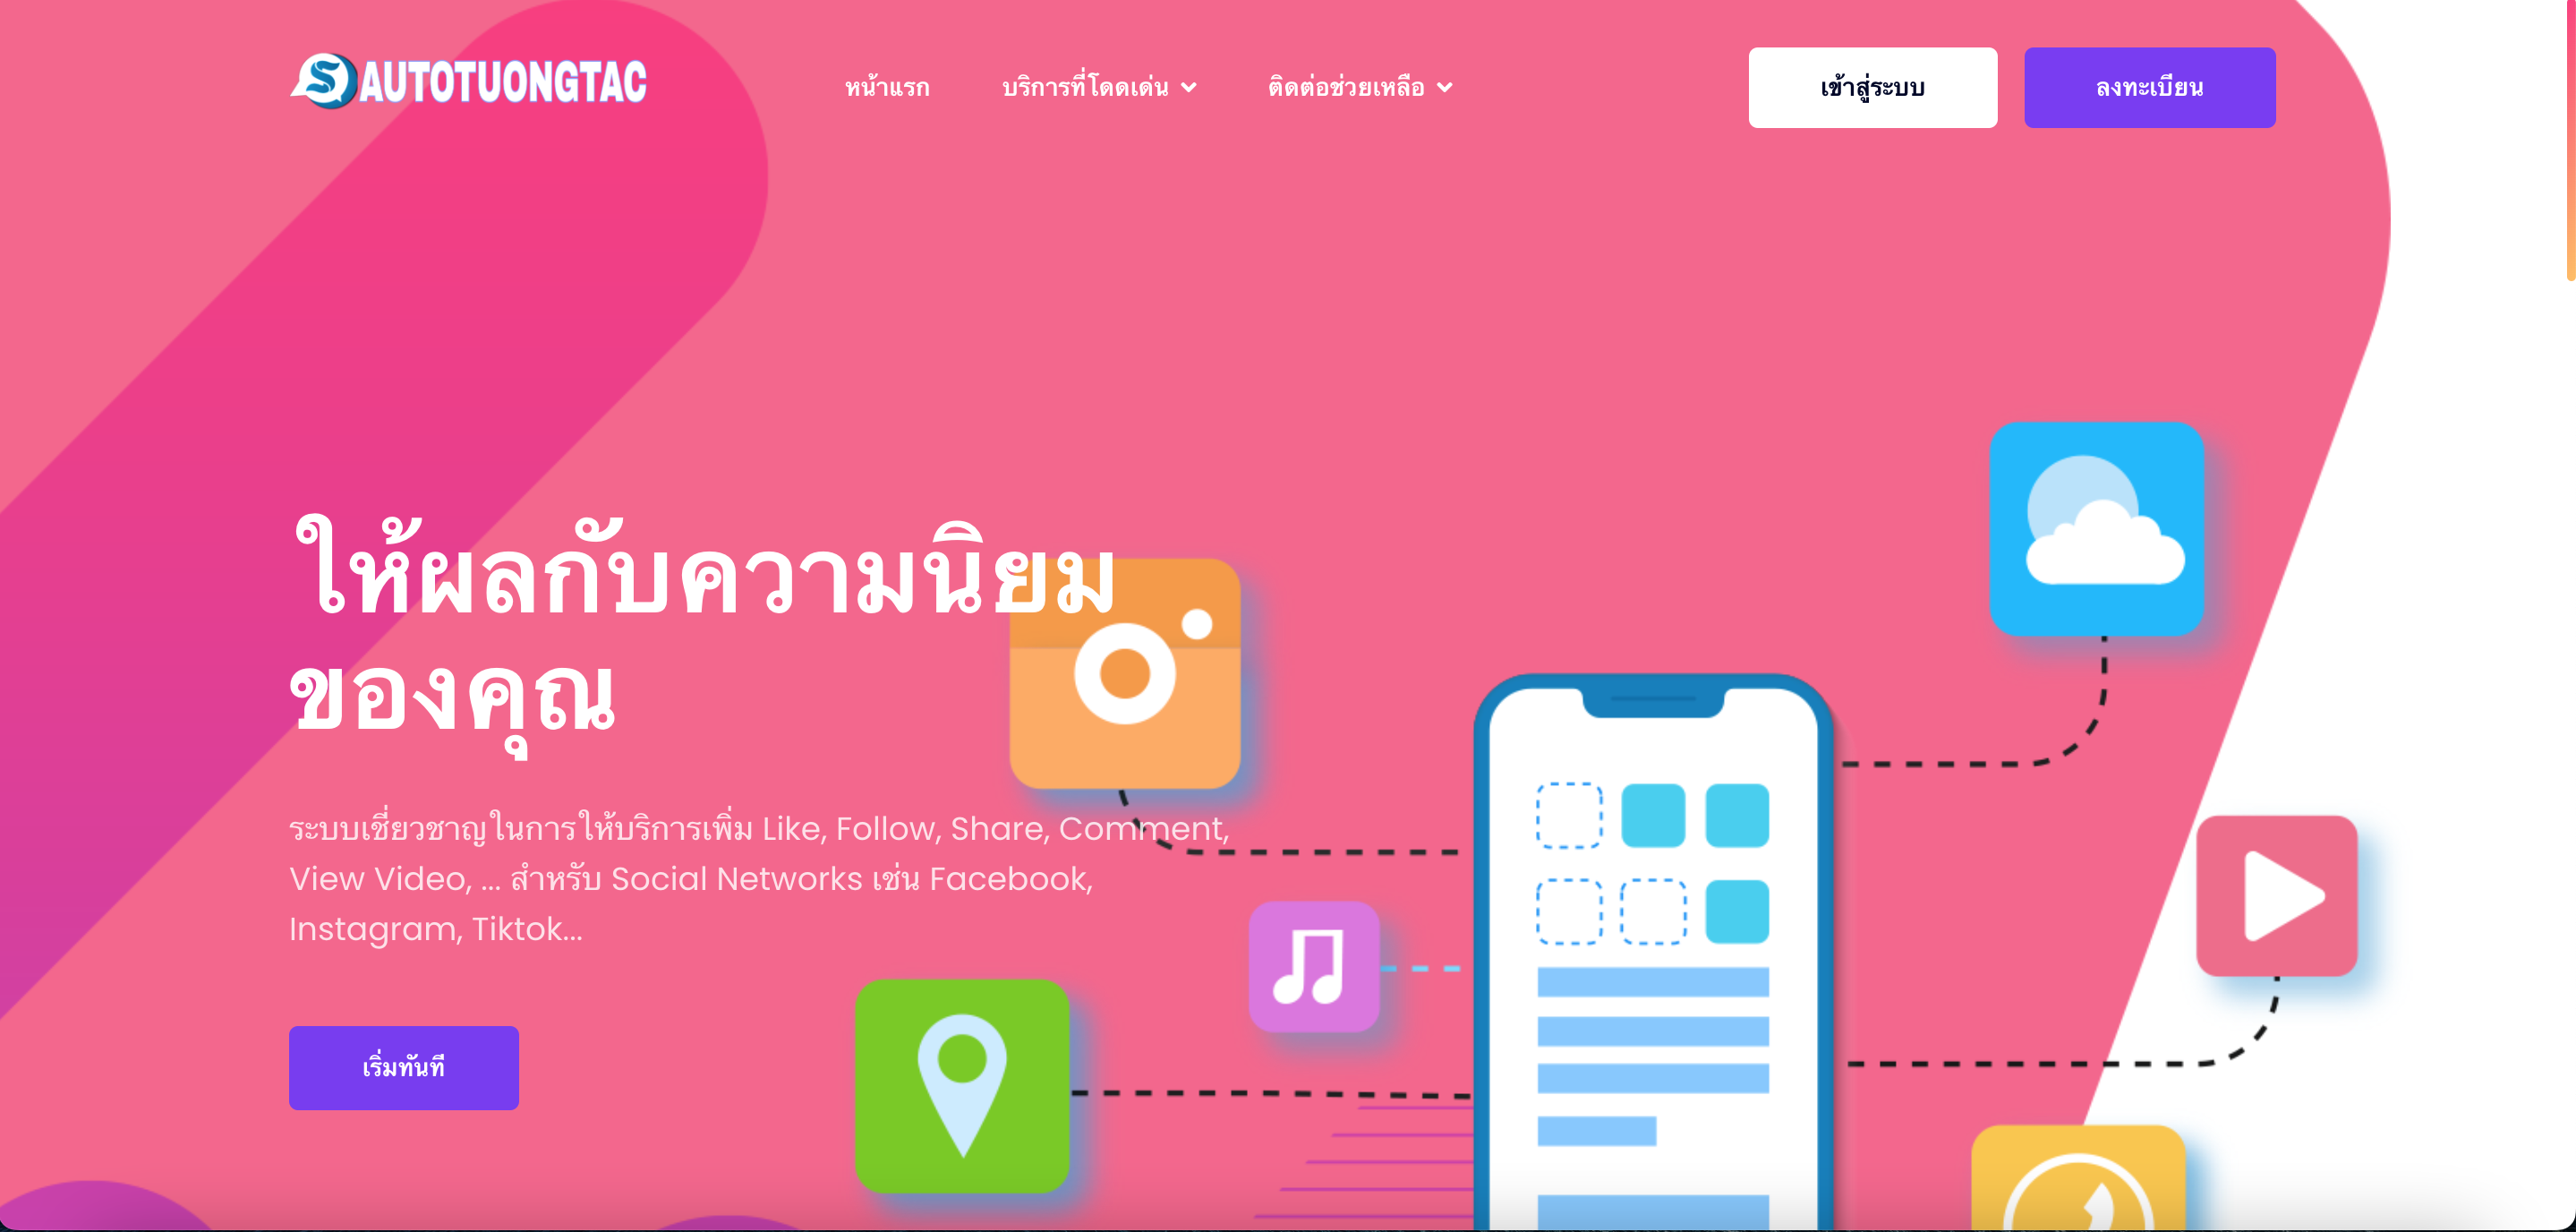 AUTOTUONGTAC
หน้าแรก
บริการที่โดดเด่น
ติดต่อช่วยเหลือ
เข้าสู่ระบบ
ลงทะเบียน
ให้ผลกับความนิยม
ของคุณ
ระบบเชี่ยวชาญในการให้บริการเพิ่ม Like, Follow, Share, Comment,
View Video, ... สำหรับ Social Networks เช่น Facebook,
Instagram, Tiktok...
เริ่มทันที